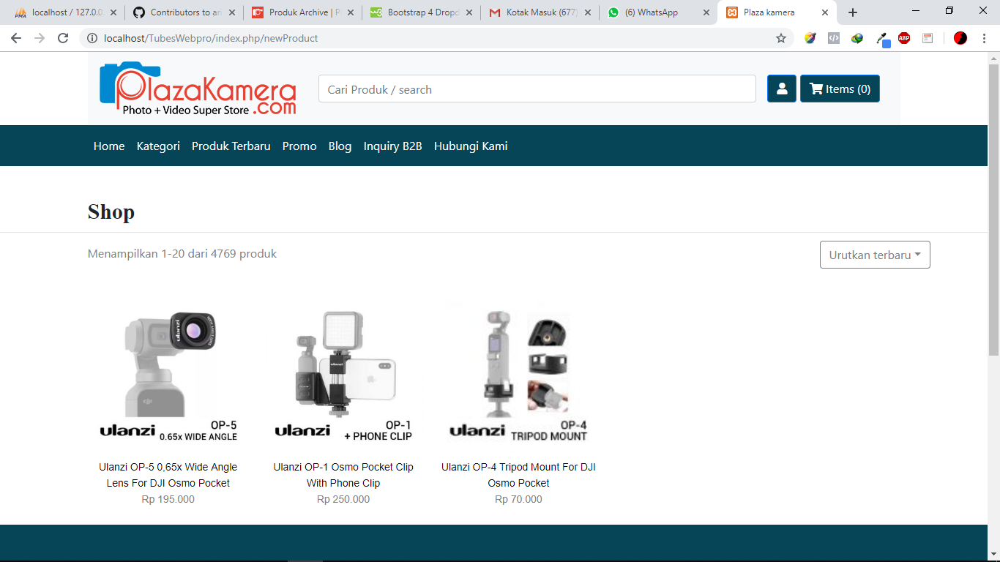 localhost / 127.0.0
Contributors to ar
Produk Archive | P
Bootstrap 4 Dropd
Kotak Masuk (677)
(6) WhatsApp
Plaza kamera
localhost/TubesWebpro/index.php/newProduct
ABP
PlazaKamera
Photo + Video Super Store .com
Cari Produk / search
Items (0)
Home Kategori Produk Terbaru Promo Blog Inquiry B2B Hubungi Kami
Shop
Menampilkan 1-20 dari 4769 produk
Urutkan terbaru
ulanzi OP-5
0.65x WIDE ANGLE
ulanzi OP-1
+ PHONE CLIP
ulanzi OP-4
TRIPOD MOUNT
Ulanzi OP-5 0,65x Wide Angle
Lens For DJI Osmo Pocket
Rp 195.000
Ulanzi OP-1 Osmo Pocket Clip
With Phone Clip
Rp 250.000
Ulanzi OP-4 Tripod Mount For DJI
Osmo Pocket
Rp 70.000